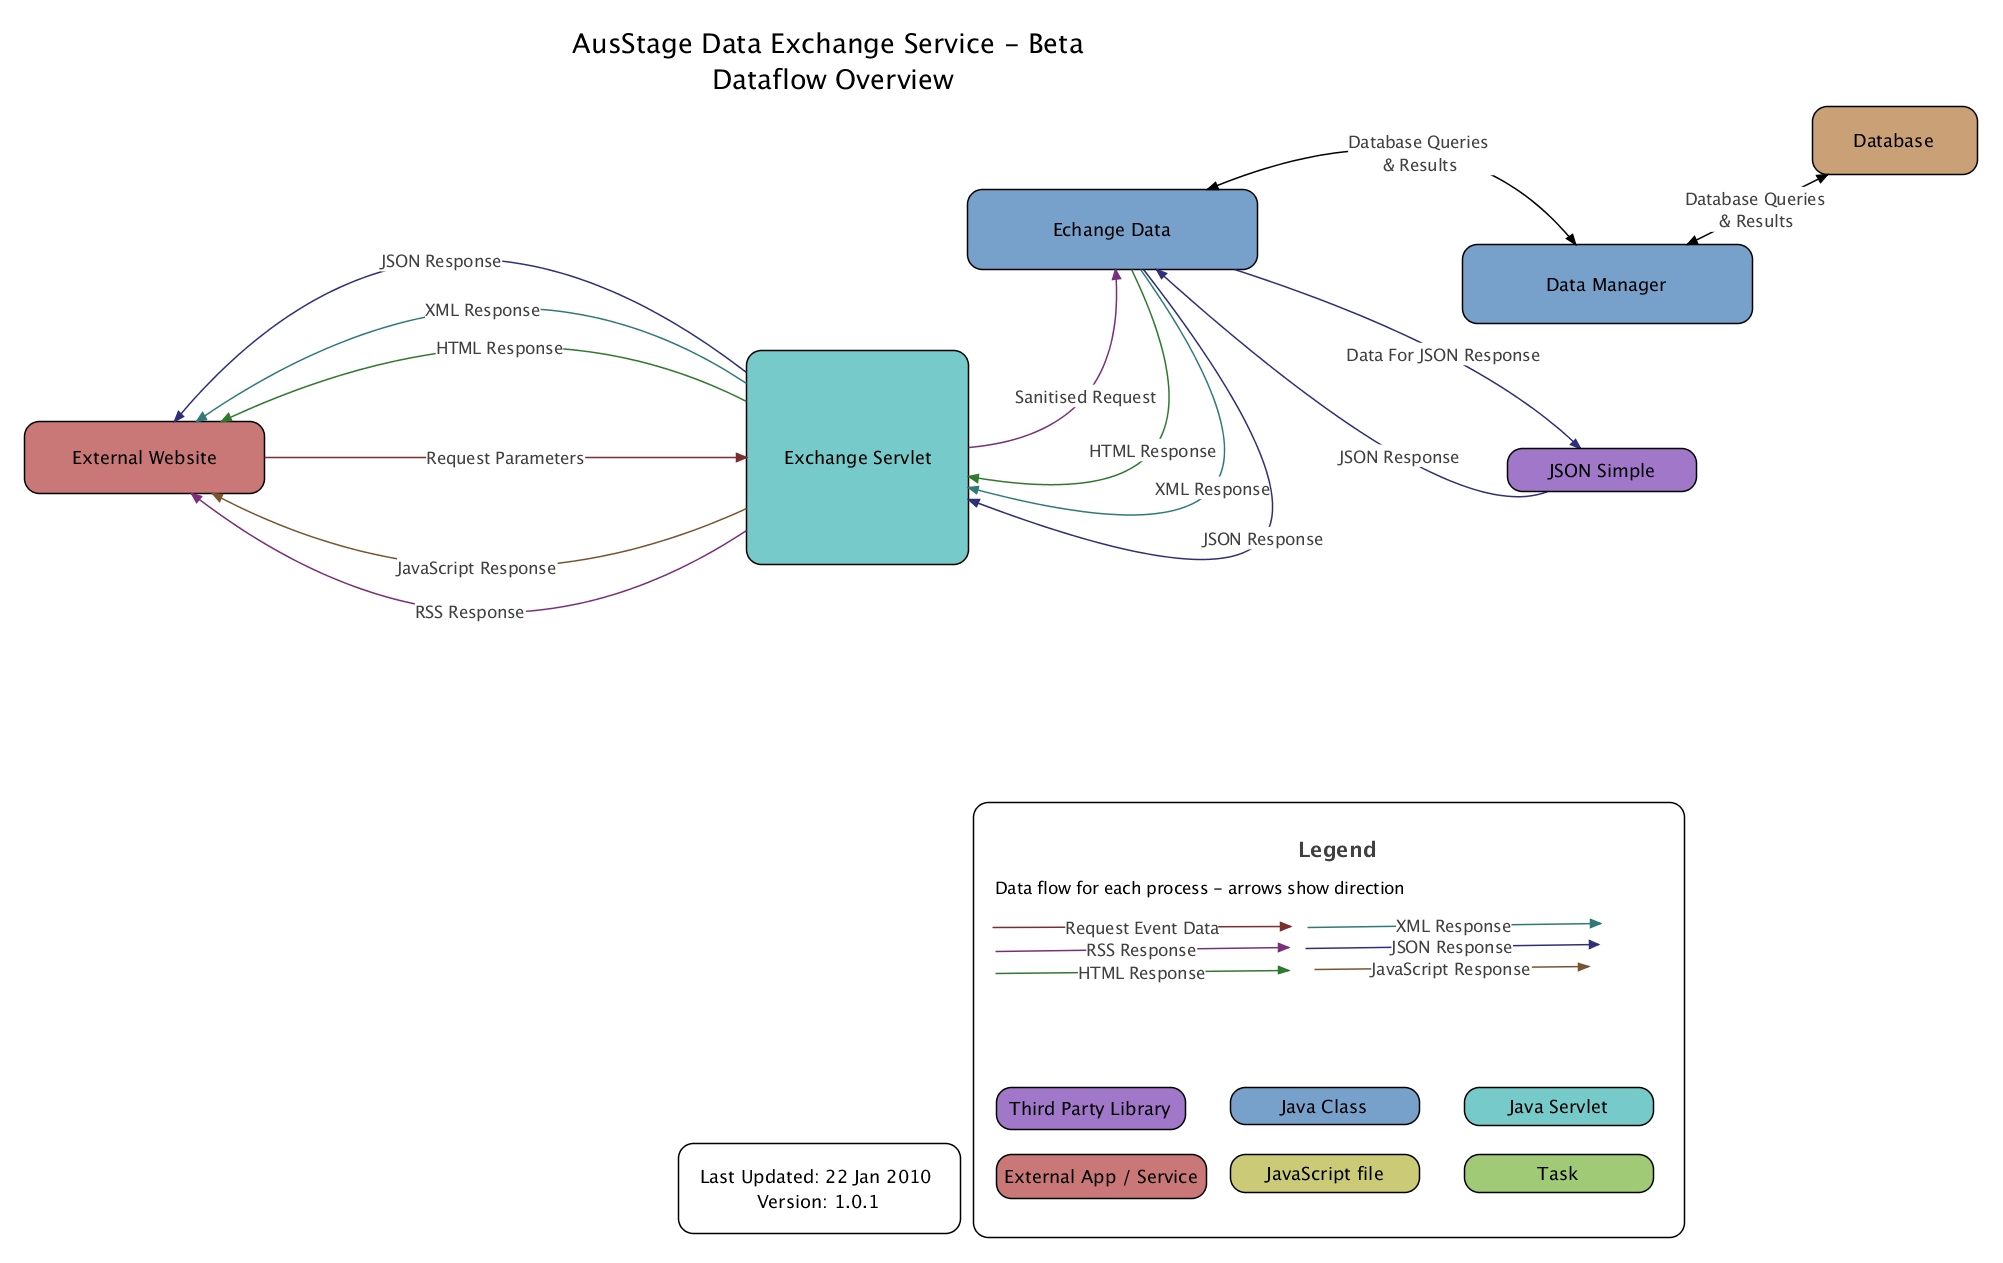 AusStage Data Exchange Service – Beta
Dataflow Overview
Database Queries
& Results
Database
Database Queries
& Results
Echange Data
Data Manager
JSON Response
XML Response
HTML Response
Data For JSON Response
Sanitised Request
External Website
Request Parameters
Exchange Servlet
HTML Response
JSON Response
JSON Simple
XML Response
JSON Response
JavaScript Response
RSS Response
Legend
Data flow for each process – arrows show direction
Request Event Data
XML Response
RSS Response
JSON Response
HTML Response
JavaScript Response
Third Party Library
Java Class
Java Servlet
External App / Service
JavaScript file
Task
Last Updated: 22 Jan 2010
Version: 1.0.1